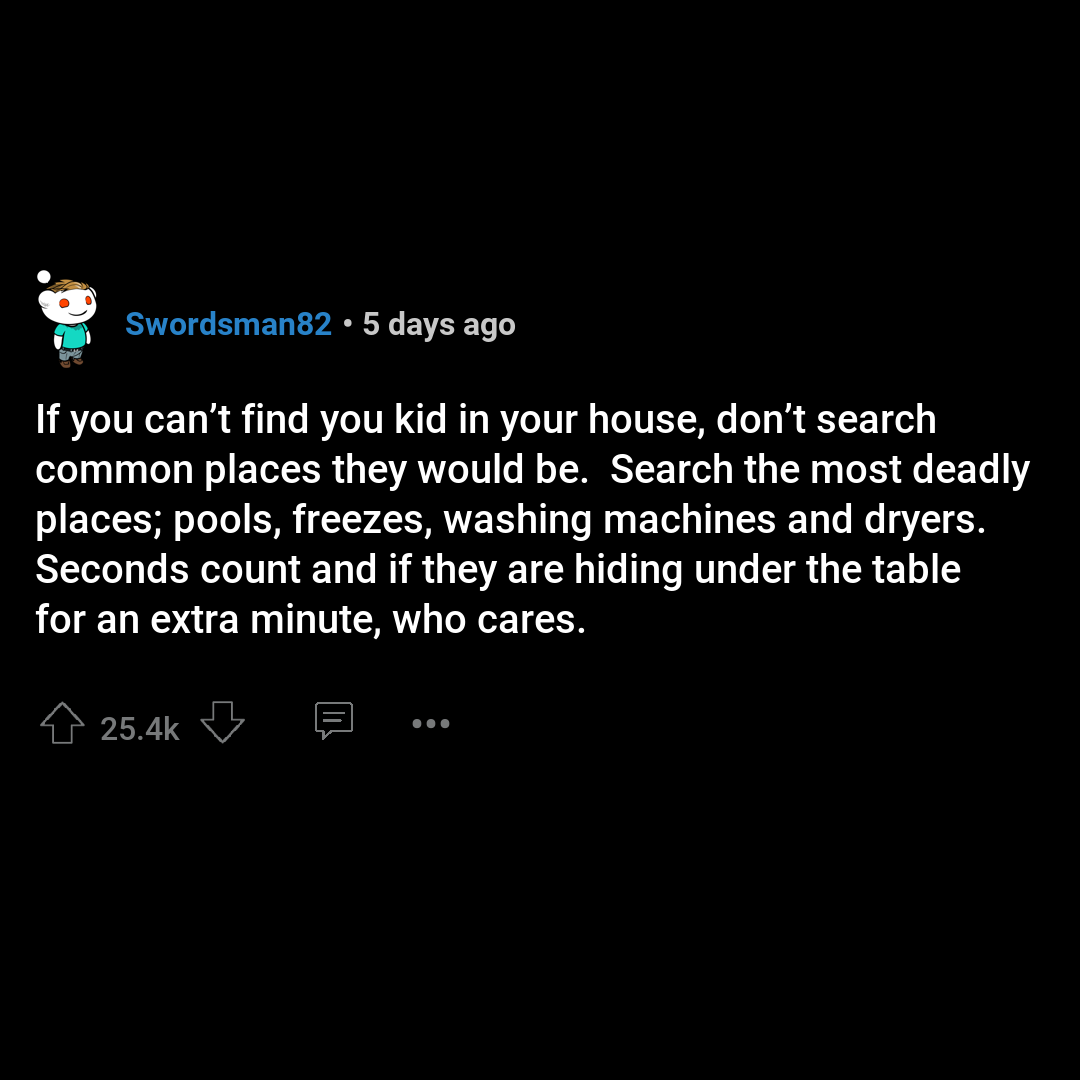 Swordsman82 • 5 days ago
If you can’t find you kid in your house, don’t search
common places they would be.  Search the most deadly
places; pools, freezes, washing machines and dryers.
Seconds count and if they are hiding under the table
for an extra minute, who cares.
25.4k